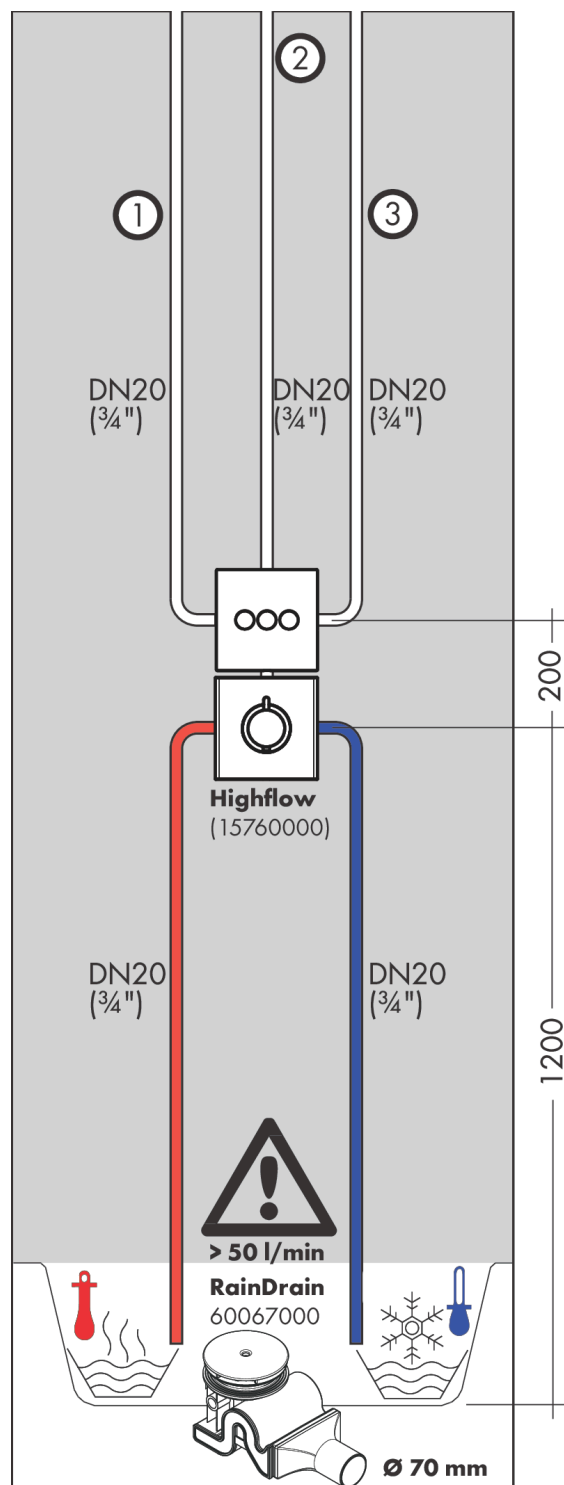 2
1
3
DN20
(¾")
DN20
(¾")
DN20
(¾")
200
Highflow
(15760000)
DN20
(¾")
DN20
(¾")
1200
> 50 l/min
RainDrain
60067000
Ø 70 mm